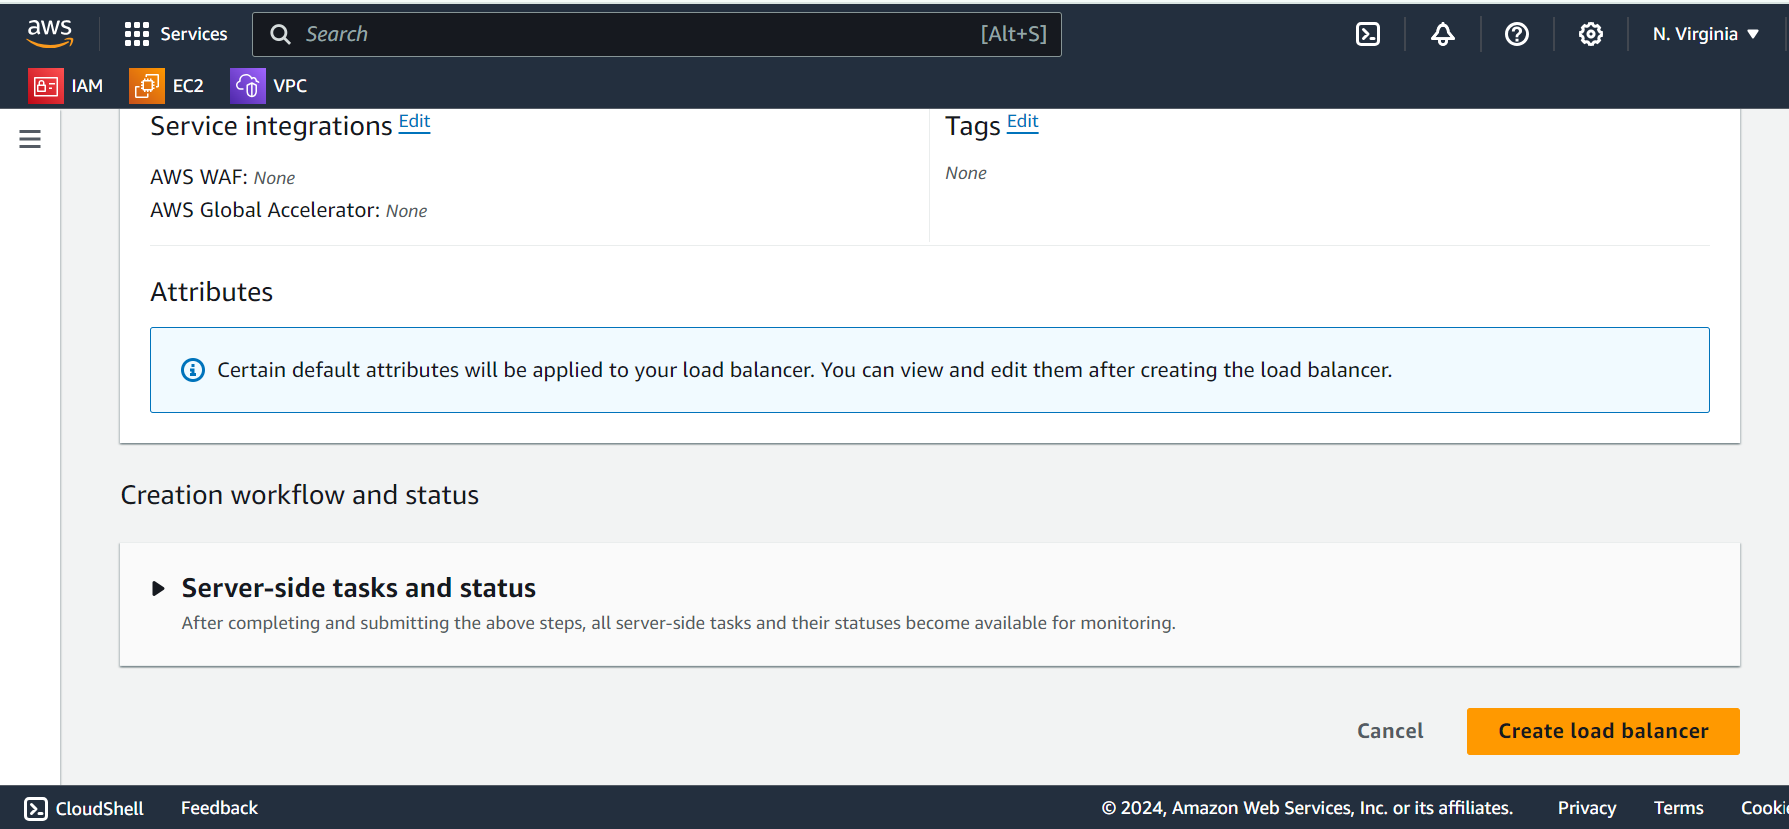 aws
Services
Search [Alt+S]
N. Virginia
IAM
EC2
VPC
Service integrations Edit
AWS WAF: None
AWS Global Accelerator: None
Tags Edit
None
Attributes
Certain default attributes will be applied to your load balancer. You can view and edit them after creating the load balancer.
Creation workflow and status
Server-side tasks and status
After completing and submitting the above steps, all server-side tasks and their statuses become available for monitoring.
Cancel
Create load balancer
CloudShell Feedback © 2024, Amazon Web Services, Inc. or its affiliates. Privacy Terms